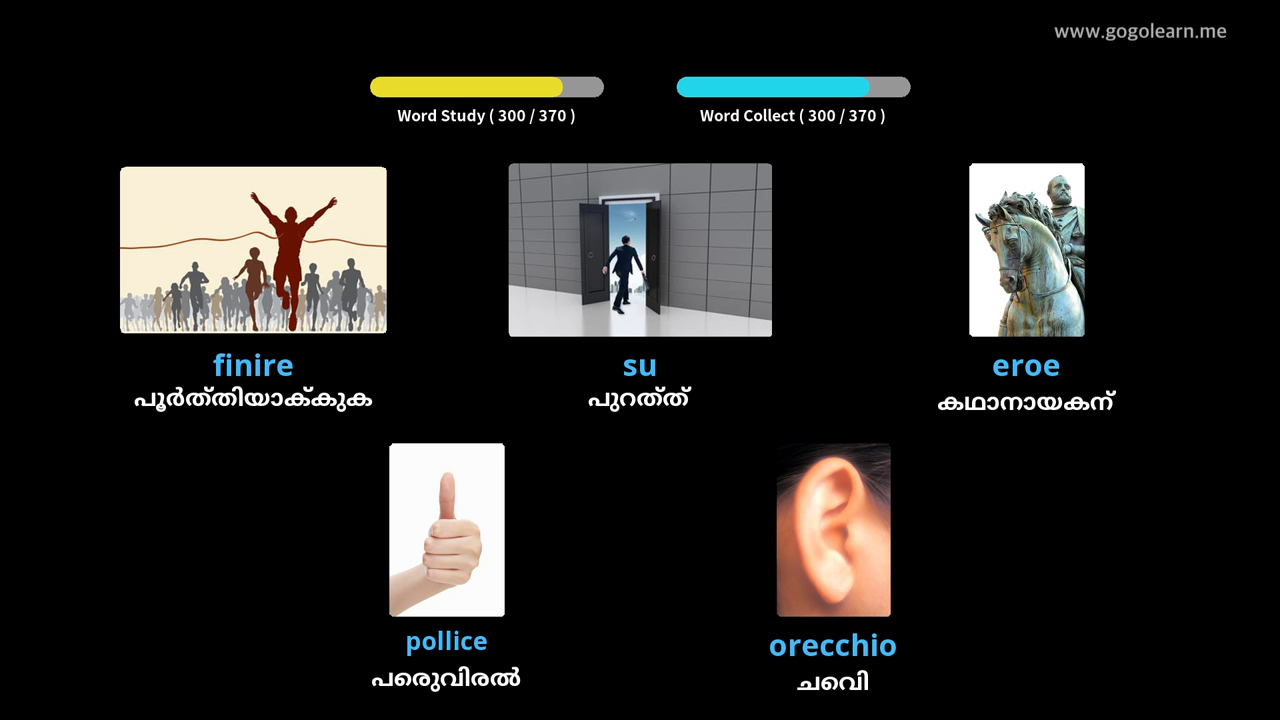 www.gogolearn.me
Word Study ( 300 / 370 )
Word Collect ( 300 / 370 )
finire
പൂർത്തിയാക്കുക
su
പുറത്ത്
eroe
കഥാനായകന്
pollice
പെരുവിരൽ
orecchio
ചെവി